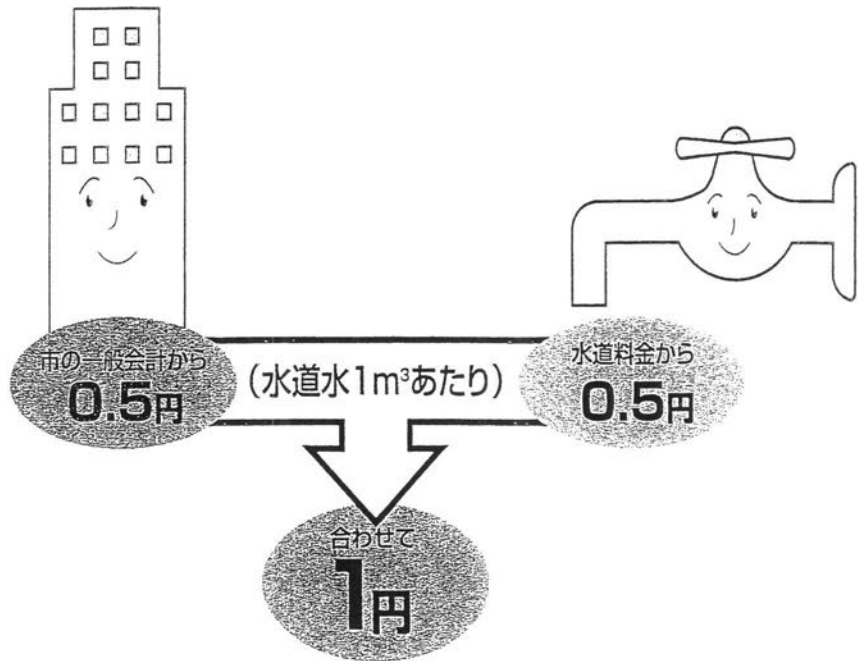 市の一般会計から
0.5円
(水道水1m³あたり)
水道料金から
0.5円
合わせて
1円